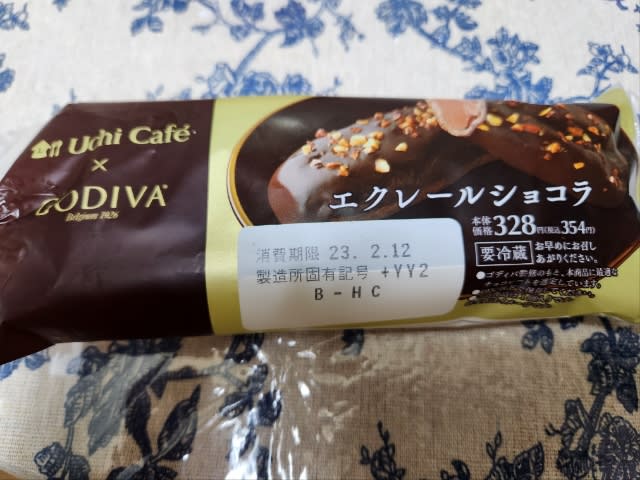 Uchi Café
×
GODIVA
Belgium 1926
エクレールショコラ
本体価格 328円(税込354円)
要冷蔵 お早めにお召しあがりください。
消費期限 23. 2.12
製造所固有記号 +YY2
B-HC
●ゴディバ監修のもと、本商品に最適な